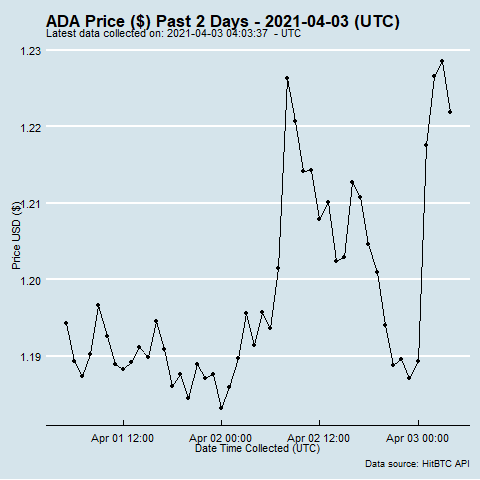 ADA Price ($) Past 2 Days - 2021-04-03 (UTC)
Latest data collected on: 2021-04-03 04:03:37  - UTC
1.23
1.22
1.21
1.20
1.19
Price USD ($)
Apr 01 12:00
Apr 02 00:00
Apr 02 12:00
Apr 03 00:00
Date Time Collected (UTC)
Data source: HitBTC API